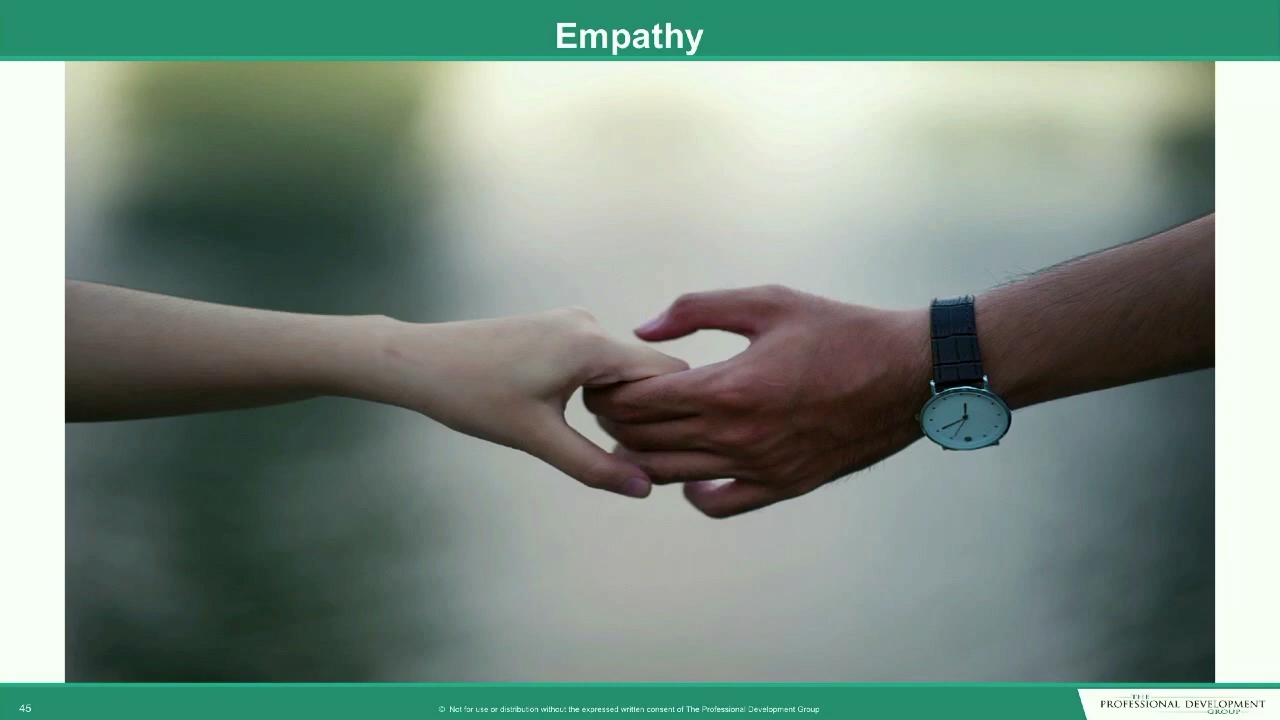 Empathy
45
© Not for use or distribution without the expressed written consent of The Professional Development Group
THE
PROFESSIONAL DEVELOPMENT
GROUP